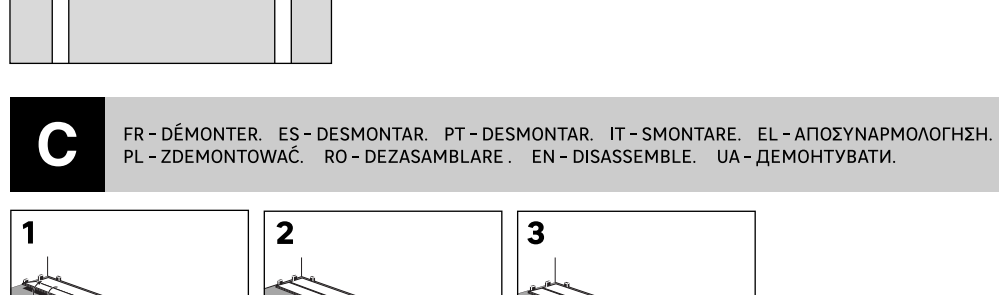 C
FR – DÉMONTER. ES – DESMONTAR. PT – DESMONTAR. IT – SMONTARE. EL – ΑΠΟΣΥΝΑΡΜΟΛΟΓΗΣΗ.
PL – ZDEMONTOWAĆ. RO – DEZASAMBLARE . EN – DISASSEMBLE. UA – ДЕМОНТУВАТИ.
1 2 3